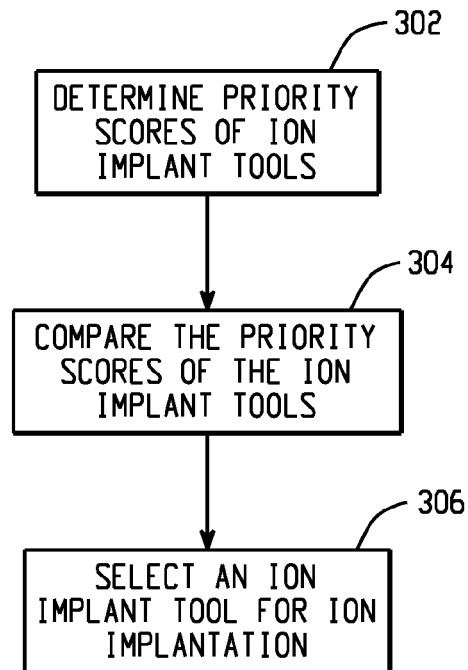 302
DETERMINE PRIORITY
SCORES OF ION
IMPLANT TOOLS
304
COMPARE THE PRIORITY
SCORES OF THE ION
IMPLANT TOOLS
306
SELECT AN ION
IMPLANT TOOL FOR ION
IMPLANTATION